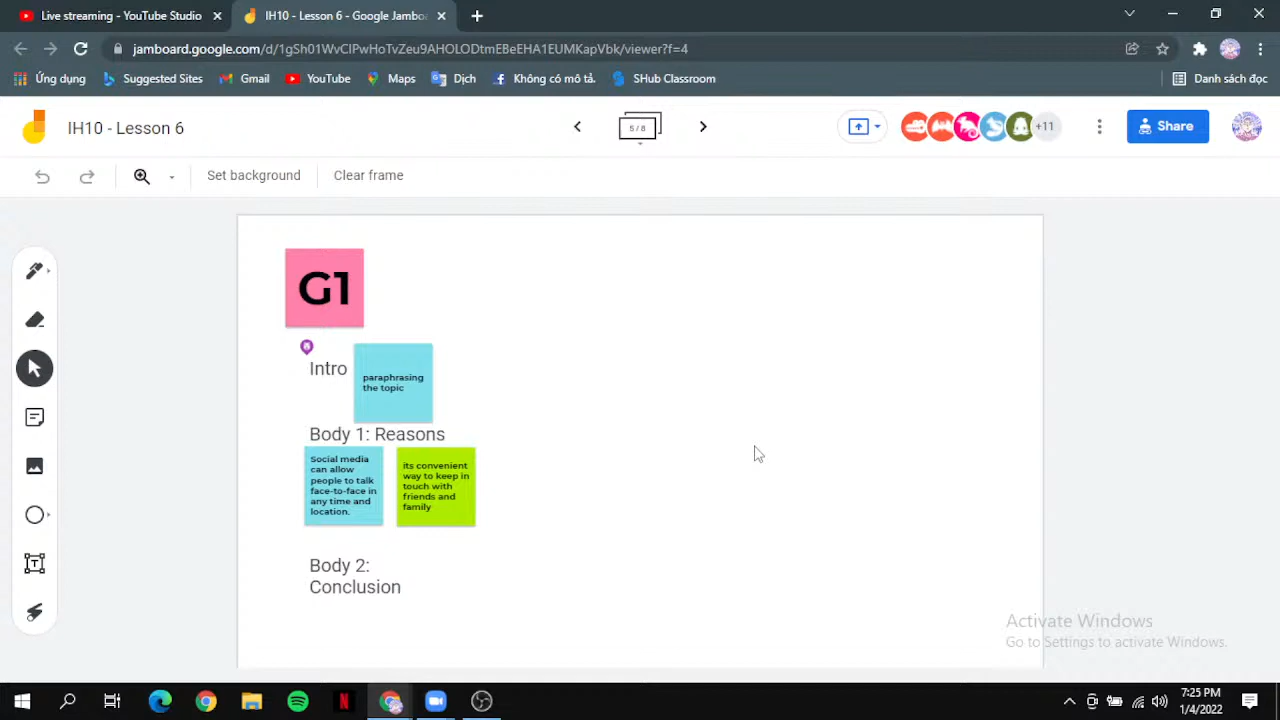 Live streaming - YouTube Studio
IH10 - Lesson 6 - Google Jambo
jamboard.google.com/d/1gSh01WvClPwHoTvZeu9AHOLODtmEBeEHA1EUMKapVbk/viewer?f=4
Ứng dụng
Suggested Sites
Gmail
YouTube
Maps
Dịch
Không có mô tả.
SHub Classroom
Danh sách đọc
IH10 - Lesson 6
5 / 8
+11
Share
Set background
Clear frame
G1
Intro
paraphrasing
the topic
Body 1: Reasons
Social media
can allow
people to talk
face-to-face in
any time and
location.
its convenient
way to keep in
touch with
friends and
family
Body 2:
Conclusion
Activate Windows
Go to Settings to activate Windows.
7:25 PM
1/4/2022